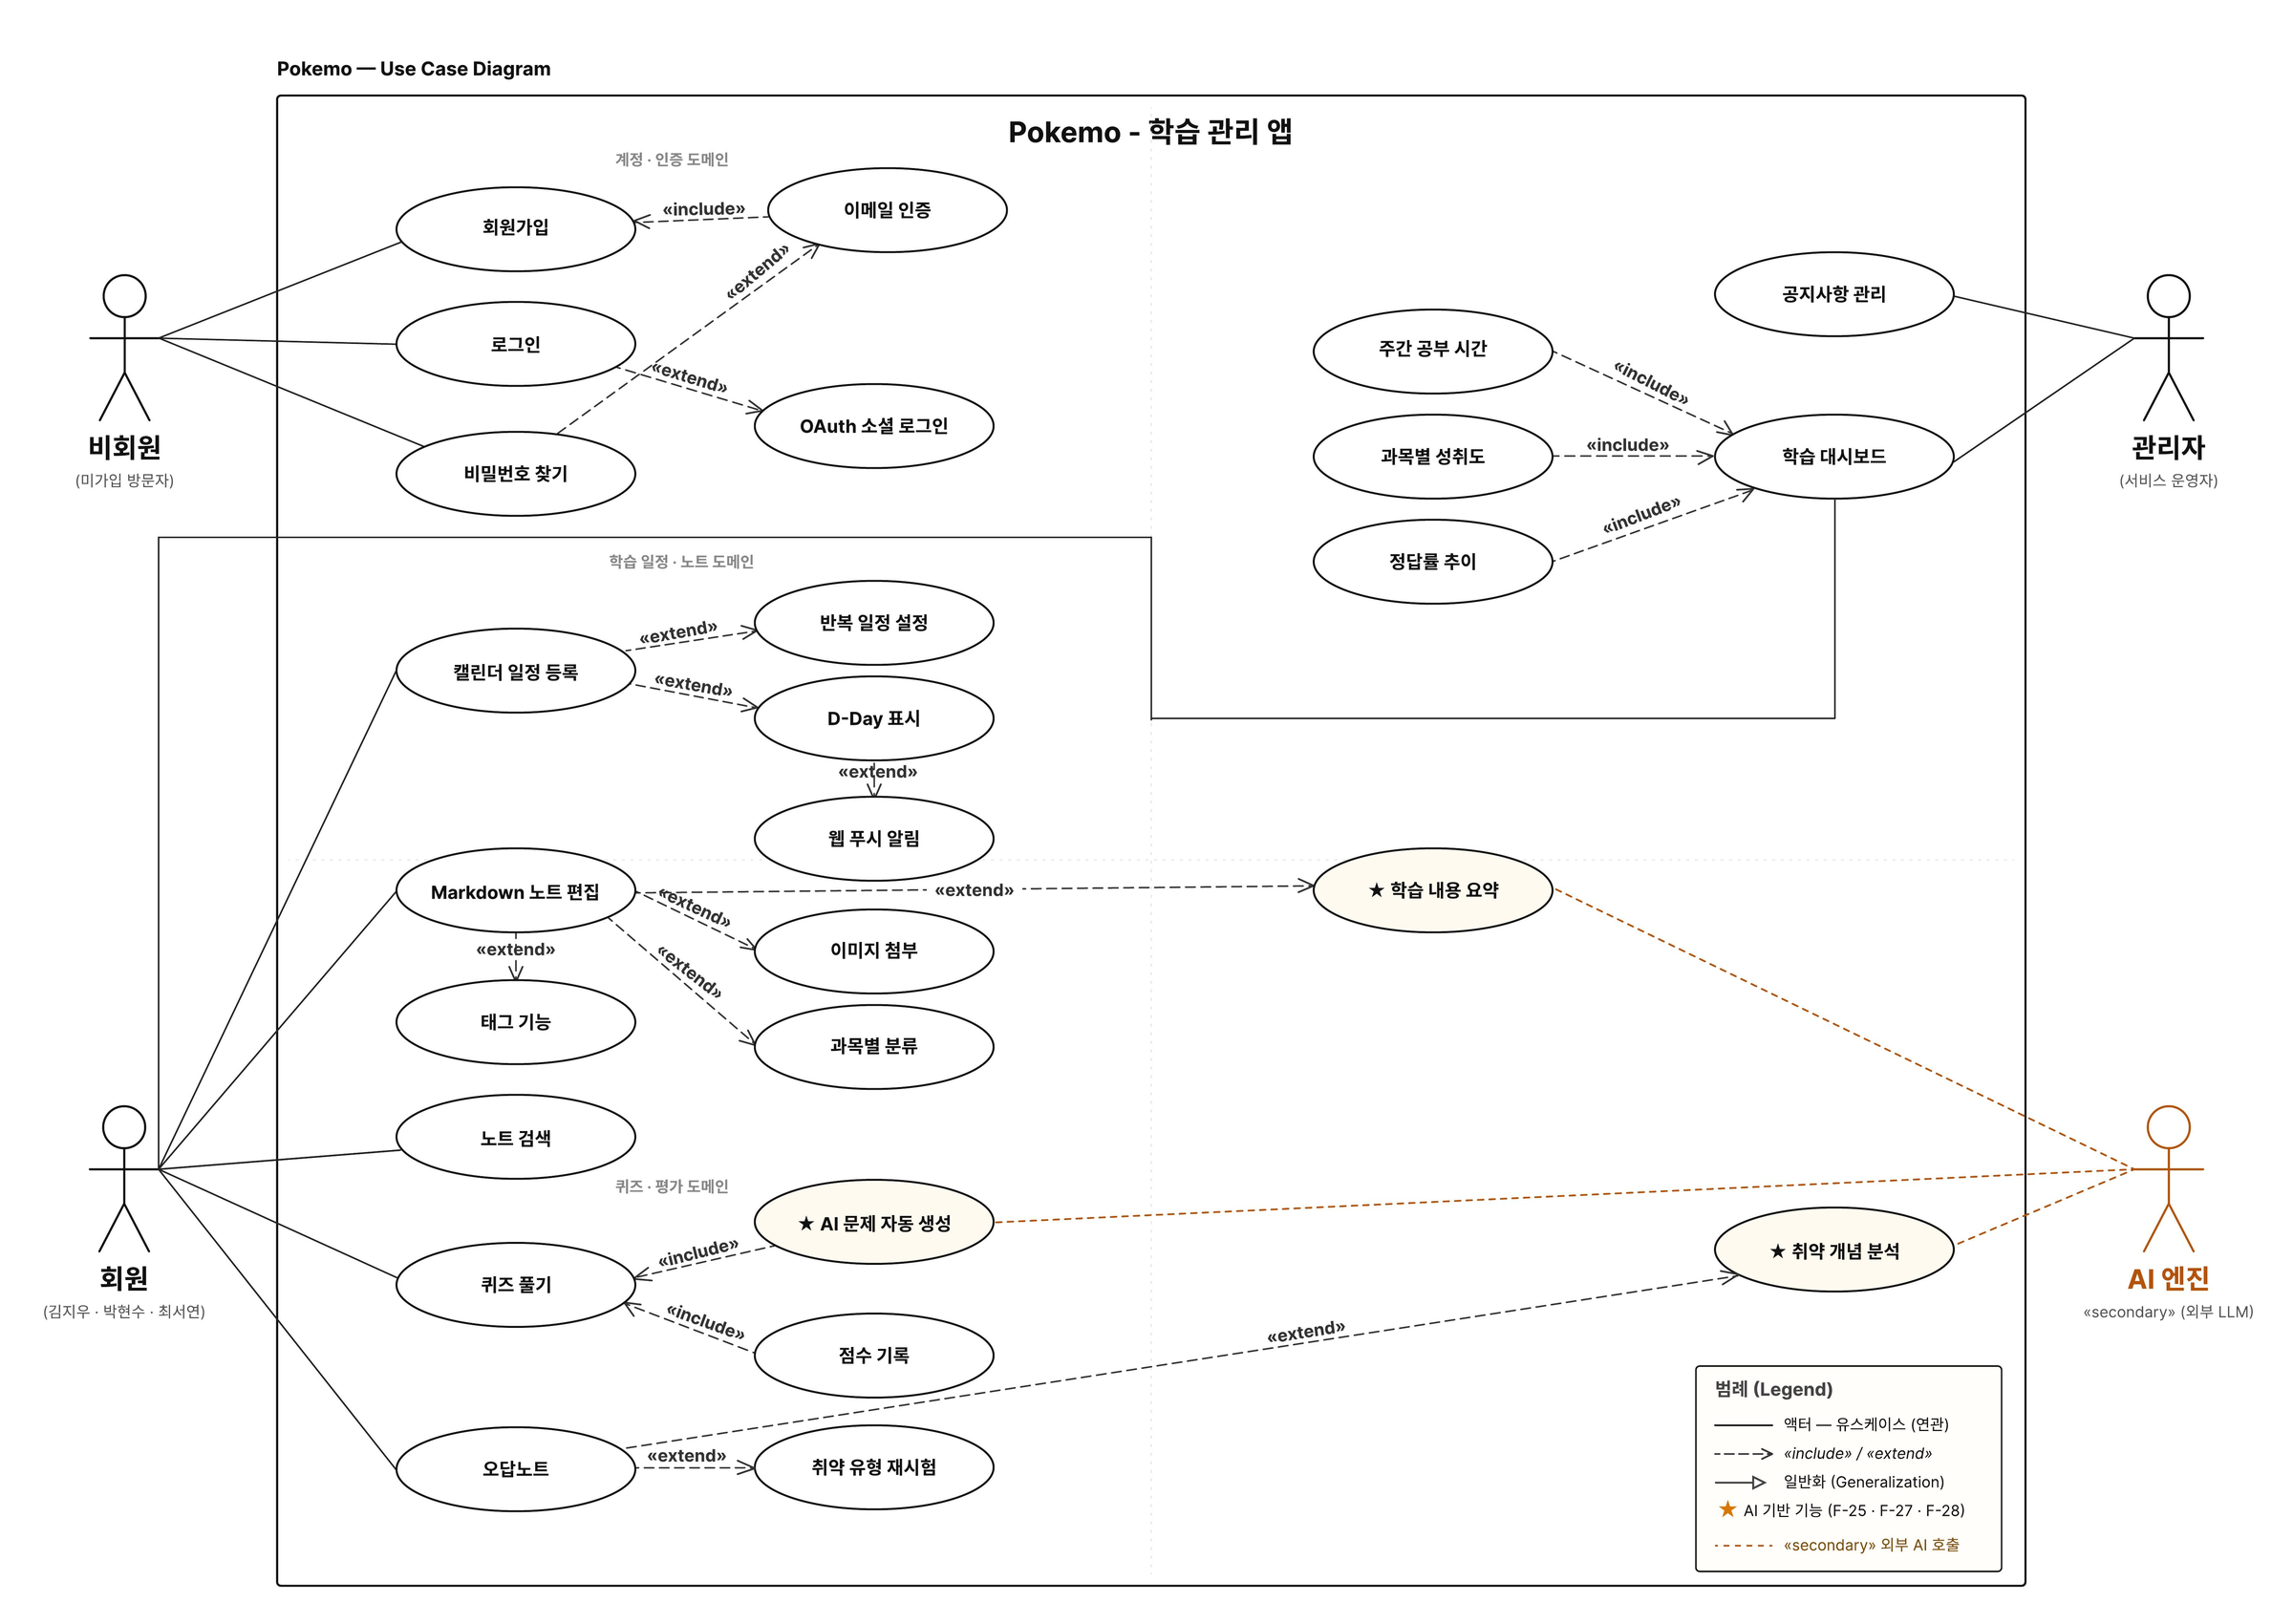 Pokemo — Use Case Diagram
Pokemo - 학습 관리 앱
계정 · 인증 도메인
회원가입
«include»
이메일 인증
«extend»
로그인
«extend»
OAuth 소셜 로그인
비밀번호 찾기
비회원
(미가입 방문자)
공지사항 관리
주간 공부 시간
«include»
과목별 성취도
«include»
학습 대시보드
정답률 추이
«include»
관리자
(서비스 운영자)
학습 일정 · 노트 도메인
캘린더 일정 등록
«extend»
반복 일정 설정
«extend»
D-Day 표시
«extend»
웹 푸시 알림
Markdown 노트 편집
«extend»
★ 학습 내용 요약
«extend»
이미지 첨부
«extend»
과목별 분류
«extend»
태그 기능
노트 검색
퀴즈 · 평가 도메인
★ AI 문제 자동 생성
«include»
퀴즈 풀기
«include»
점수 기록
★ 취약 개념 분석
«extend»
오답노트
«extend»
취약 유형 재시험
회원
(김지우 · 박현수 · 최서연)
AI 엔진
«secondary» (외부 LLM)
범례 (Legend)
액터 — 유스케이스 (연관)
«include» / «extend»
일반화 (Generalization)
★ AI 기반 기능 (F-25 · F-27 · F-28)
«secondary» 외부 AI 호출